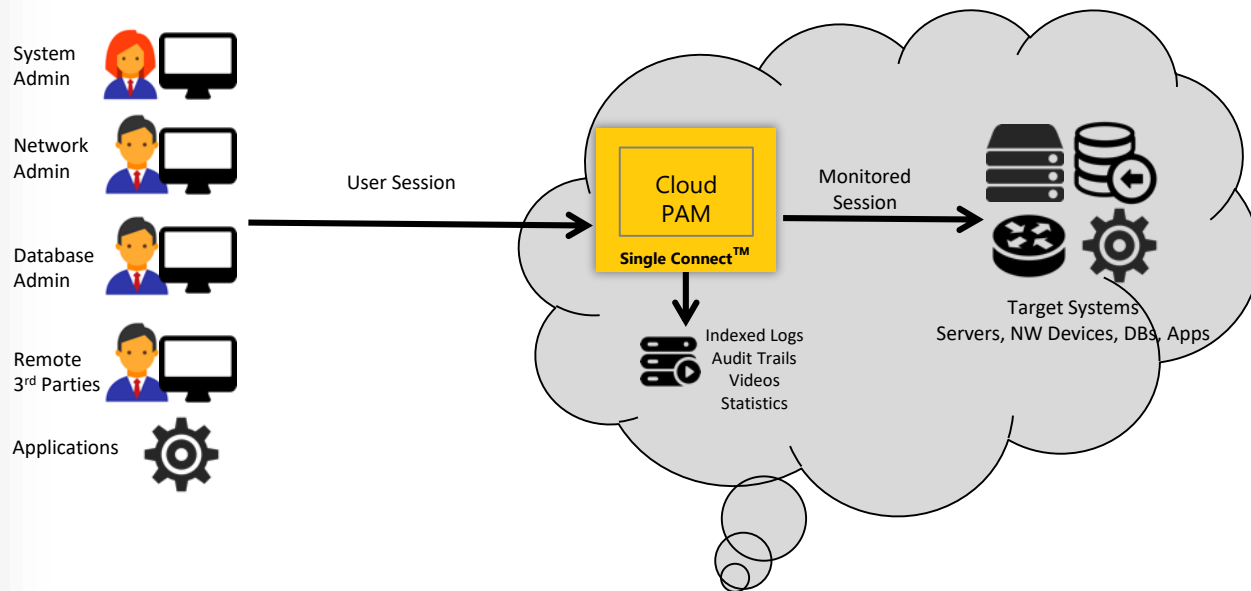 System
Admin
Network
Admin
Database
Admin
Remote
3rd Parties
Applications
User Session
Cloud
PAM
Single Connect™
Monitored
Session
Indexed Logs
Audit Trails
Videos
Statistics
Target Systems
Servers, NW Devices, DBs, Apps